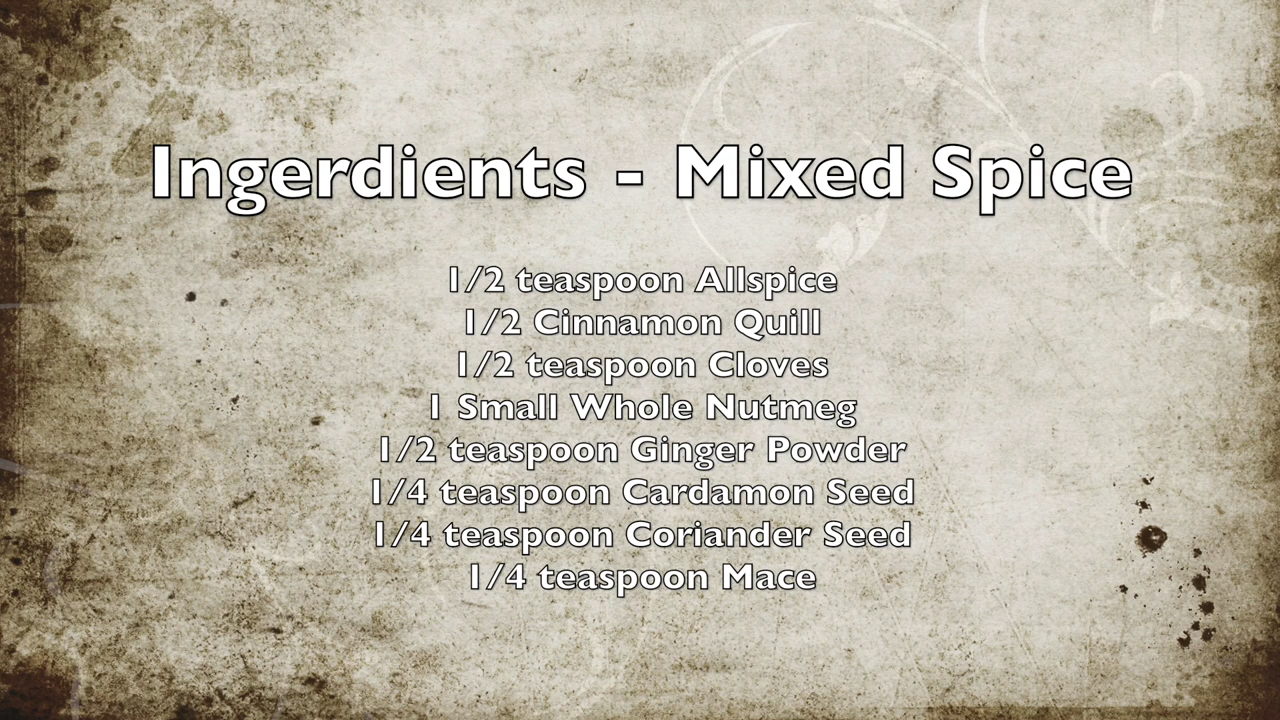 Ingerdients - Mixed Spice
1/2 teaspoon Allspice
1/2 Cinnamon Quill
1/2 teaspoon Cloves
1 Small Whole Nutmeg
1/2 teaspoon Ginger Powder
1/4 teaspoon Cardamon Seed
1/4 teaspoon Coriander Seed
1/4 teaspoon Mace